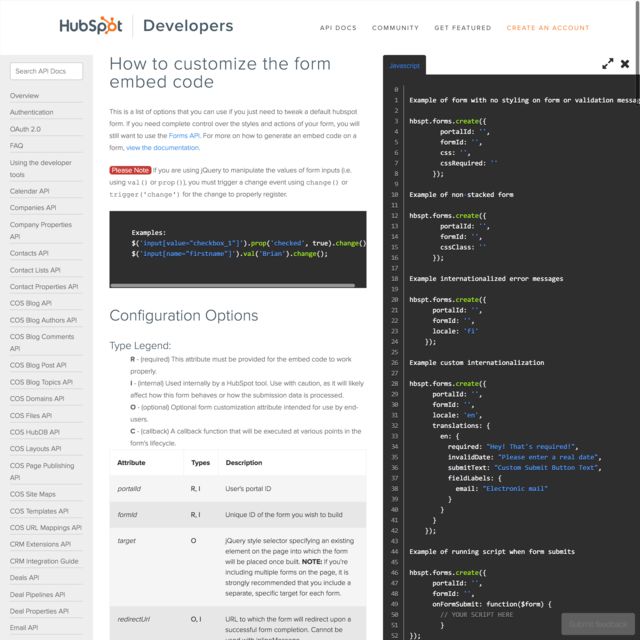 HubSpot Developers
API DOCS COMMUNITY GET FEATURED CREATE AN ACCOUNT
Search API Docs
Overview
Authentication
OAuth 2.0
FAQ
Using the developer
tools
Calendar API
Companies API
Company Properties
API
Contacts API
Contact Lists API
Contact Properties API
COS Blog API
COS Blog Authors API
COS Blog Comments
API
COS Blog Post API
COS Blog Topics API
COS Domains API
COS Files API
COS HubDB API
COS Layouts API
COS Page Publishing
API
COS Site Maps
COS Templates API
COS URL Mappings API
CRM Extensions API
CRM Integration Guide
Deals API
Deal Pipelines API
Deal Properties API
Email API
How to customize the form
embed code
This is a list of options that you can use if you just need to tweak a default hubspot
form. If you need complete control over the styles and actions of your form, you will
still want to use the Forms API. For more on how to generate an embed code on a
form, view the documentation.
Please Note If you are using jQuery to manipulate the values of form inputs (i.e.
using val() or prop(), you must trigger a change event using change() or
trigger('change') for the change to properly register.
Examples:
$('input[value="checkbox_1"]').prop('checked', true).change()
$('input[name="firstname"]').val('Brian').change();
Configuration Options
Type Legend:
R - (required) This attribute must be provided for the embed code to work
properly.
I - (internal) Used internally by a HubSpot tool. Use with caution, as it will likely
affect how this form behaves or how the submission data is processed.
O - (optional) Optional form customization attribute intended for use by end-
users.
C - (callback) A callback function that will be executed at various points in the
form's lifecycle.
Attribute Types Description
portalId R, I User's portal ID
formId R, I Unique ID of the form you wish to build
target O jQuery style selector specifying an existing
element on the page into which the form
will be placed once built. NOTE: If you're
including multiple forms on the page, it is
strongly recommended that you include a
separate, specific target for each form.
redirectUrl O, I URL to which the form will redirect upon a
successful form completion. Cannot be
Javascript
0
1 Example of form with no styling on form or validation messag
2
3 hbspt.forms.create({
4 portalId: '',
5 formId: '',
6 css: '',
7 cssRequired: ''
8 });
9
10 Example of non-stacked form
11
12 hbspt.forms.create({
13 portalId: '',
14 formId: '',
15 cssClass: ''
16 });
17
18 Example internationalized error messages
19
20 hbspt.forms.create({
21 portalId: '',
22 formId: '',
23 locale: 'fi'
24 });
25
26 Example custom internationalization
27
28 hbspt.forms.create({
29 portalId: '',
30 formId: '',
31 locale: 'en',
32 translations: {
33 en: {
34 required: "Hey! That's required!",
35 invalidDate: "Please enter a real date",
36 submitText: "Custom Submit Button Text",
37 fieldLabels: {
38 email: "Electronic mail"
39 }
40 }
41 }
42 });
43
44 Example of running script when form submits
45
46 hbspt.forms.create({
47 portalId: '',
48 formId: '',
49 onFormSubmit: function($form) {
50 // YOUR SCRIPT HERE
51 }
52 });
Submit feedback